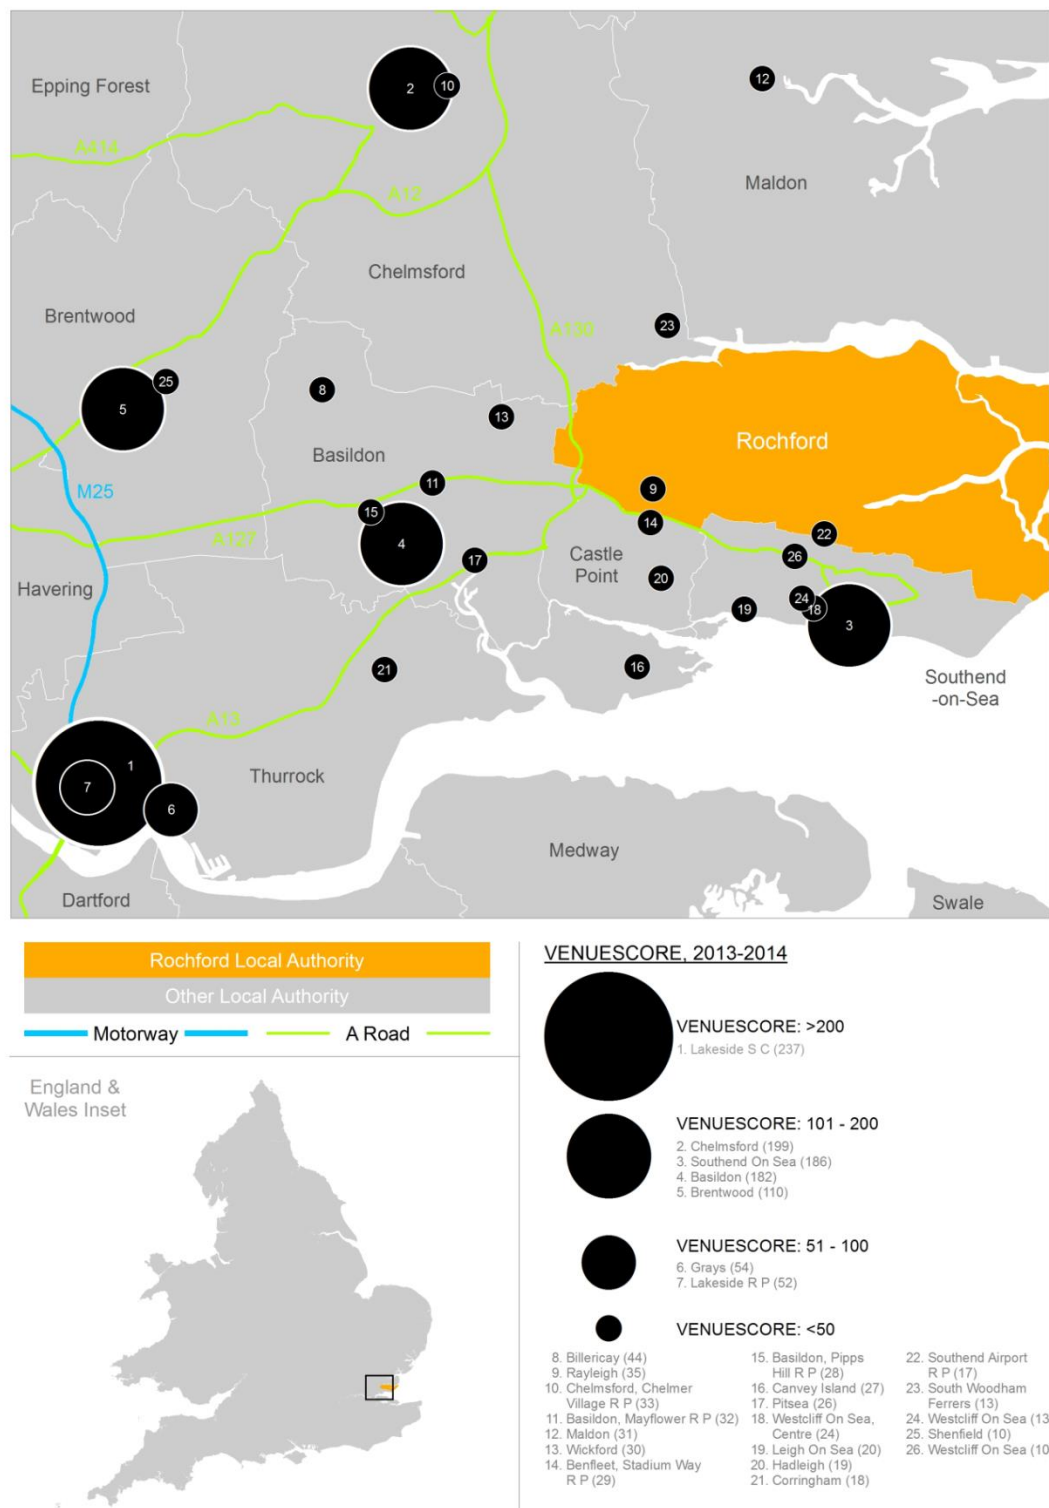 Epping Forest
2
10
12
A414
Maldon
A12
Chelmsford
Brentwood
23
A130
25
8
5
13
Rochford
Basildon
M25
11
9
15
14
A127
4
22
26
Castle
Point
17
Havering
20
24
18
19
3
16
21
Southend
-on-Sea
A13
1
Thurrock
7
6
Medway
Dartford
Swale
Rochford Local Authority
Other Local Authority
Motorway
A Road
England &
Wales Inset
VENUESCORE, 2013-2014
VENUESCORE: >200
1. Lakeside S C (237)
VENUESCORE: 101 - 200
2. Chelmsford (199)
3. Southend On Sea (186)
4. Basildon (182)
5. Brentwood (110)
VENUESCORE: 51 - 100
6. Grays (54)
7. Lakeside R P (52)
VENUESCORE: <50
8. Billericay (44)
9. Rayleigh (35)
10. Chelmsford, Chelmer
Village R P (33)
11. Basildon, Mayflower R P (32)
12. Maldon (31)
13. Wickford (30)
14. Benfleet, Stadium Way
R P (29)
15. Basildon, Pipps
Hill R P (28)
16. Canvey Island (27)
17. Pitsea (26)
18. Westcliff On Sea,
Centre (24)
19. Leigh On Sea (20)
20. Hadleigh (19)
21. Corringham (18)
22. Southend Airport
R P (17)
23. South Woodham
Ferrers (13)
24. Westcliff On Sea (13
25. Shenfield (10)
26. Westcliff On Sea (10